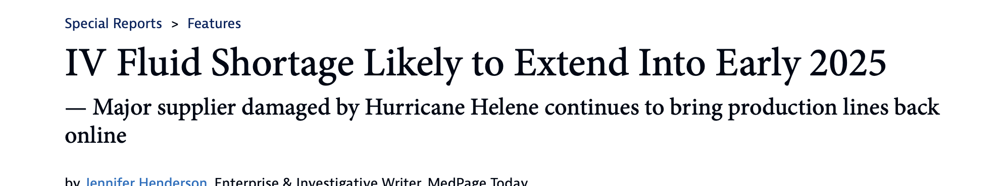 Special Reports > Features
IV Fluid Shortage Likely to Extend Into Early 2025
— Major supplier damaged by Hurricane Helene continues to bring production lines back
online
by Jennifer Henderson, Enterprise & Investigative Writer, MedPage Today